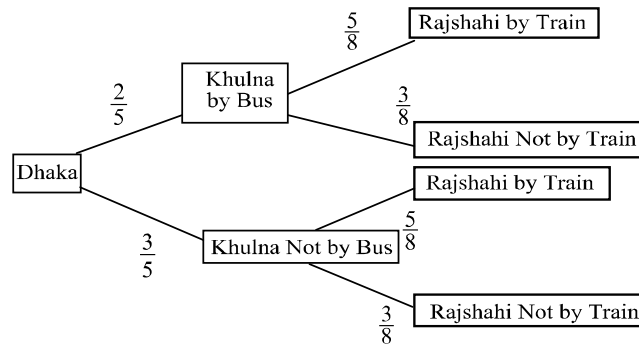 5/8
Rajshahi by Train
Khulna
by Bus
2/5
3/8
Rajshahi Not by Train
Dhaka
Rajshahi by Train
3/5
Khulna Not by Bus
5/8
3/8
Rajshahi Not by Train